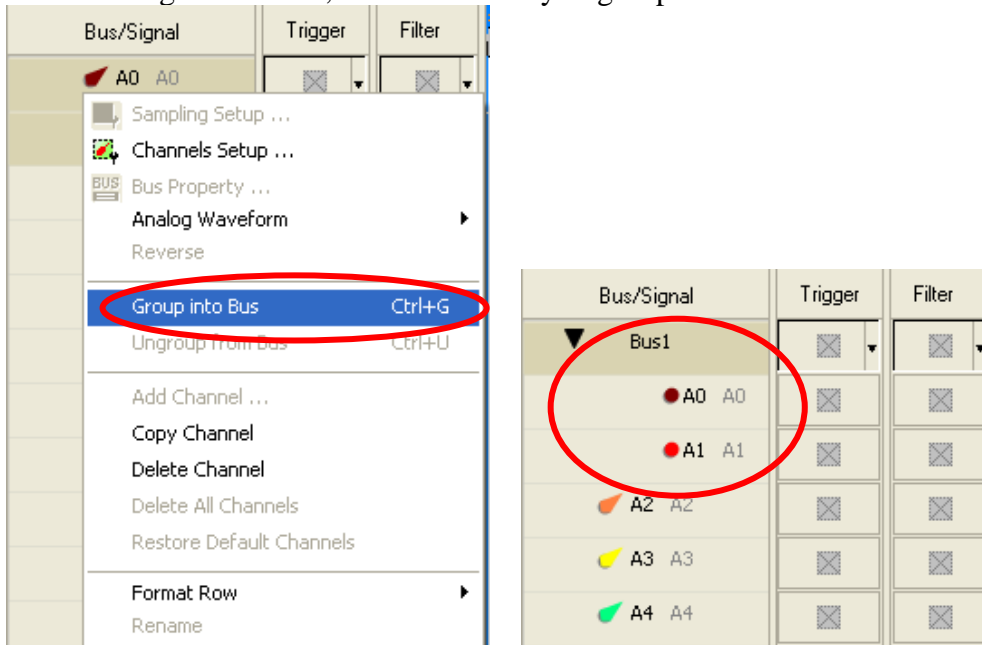 Bus/Signal Trigger Filter
A0 A0
Sampling Setup ...
Channels Setup ...
BUS Bus Property ...
Analog Waveform
Reverse
Group into Bus Ctrl+G
Ungroup from Bus Ctrl+U
Add Channel ...
Copy Channel
Delete Channel
Delete All Channels
Restore Default Channels
Format Row
Rename
Bus/Signal Trigger Filter
Bus1
A0 A0
A1 A1
A2 A2
A3 A3
A4 A4